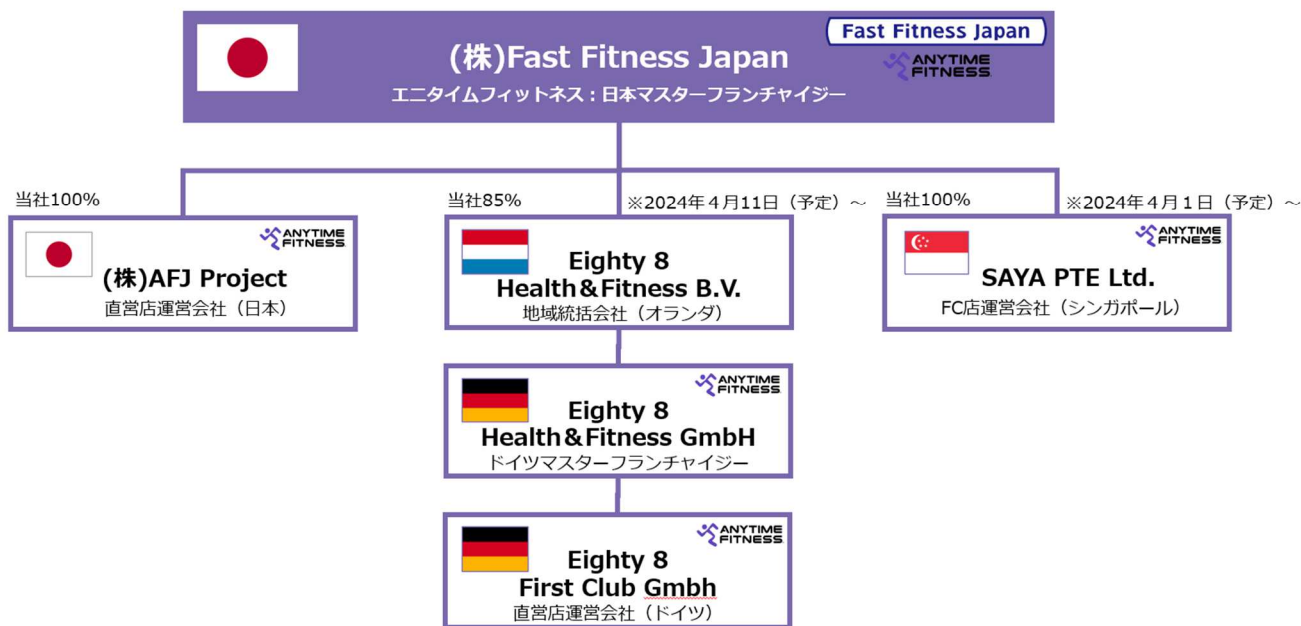 Fast Fitness Japan
(株)Fast Fitness Japan
ANYTIME
FITNESS
エニタイムフィットネス：日本マスターフランチャイジー
当社100%
ANYTIME
FITNESS
(株)AFJ Project
直営店運営会社（日本）
当社85%
※2024年４月11日（予定）～
Eighty 8
Health&Fitness B.V.
地域統括会社（オランダ）
当社100%
※2024年４月１日（予定）～
ANYTIME
FITNESS
SAYA PTE Ltd.
FC店運営会社（シンガポール）
ANYTIME
FITNESS
Eighty 8
Health&Fitness GmbH
ドイツマスターフランチャイジー
ANYTIME
FITNESS
Eighty 8
First Club Gmbh
直営店運営会社（ドイツ）